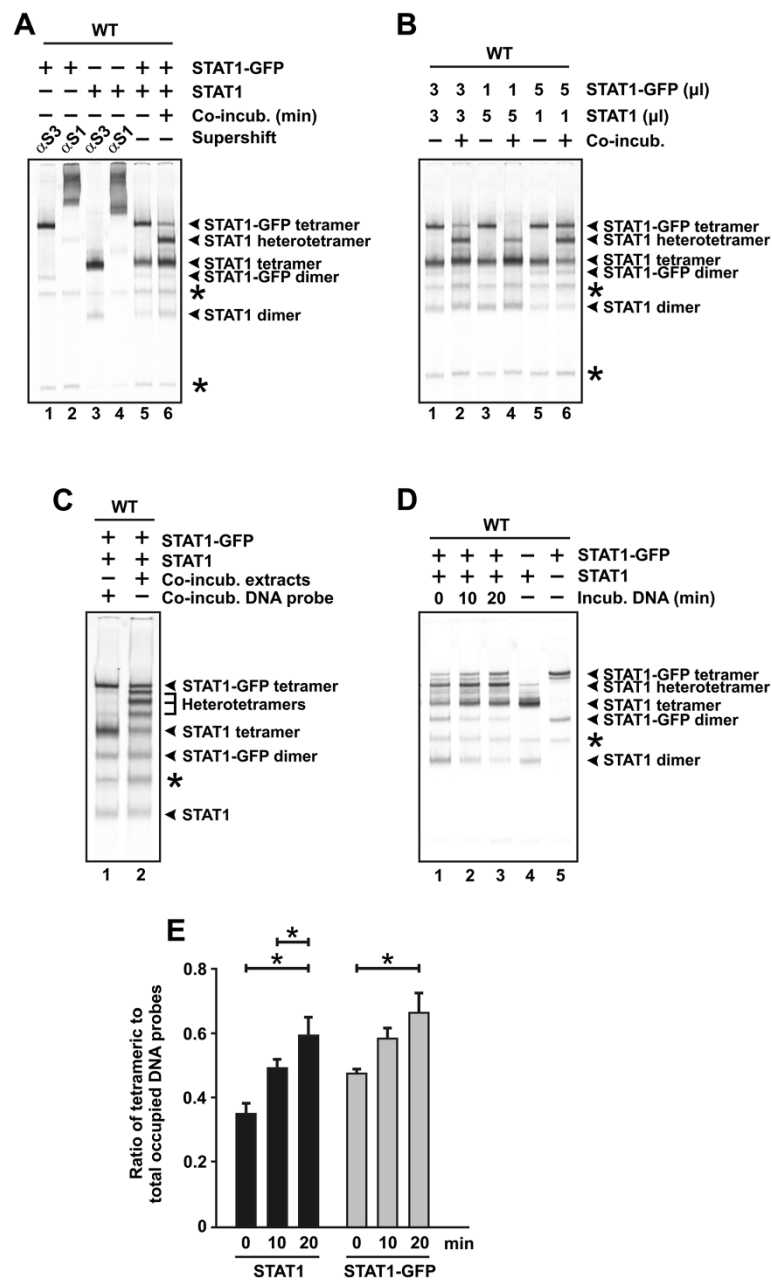 A
WT
+ + − − + + STAT1-GFP
− − + + + + STAT1
− + Co-incub. (min)
αS3 αS1 αS3 αS1 − − Supershift
STAT1-GFP tetramer
STAT1 heterotetramer
STAT1 tetramer
STAT1-GFP dimer
*
STAT1 dimer
*
1 2 3 4 5 6
B
WT
3 3 1 1 5 5 STAT1-GFP (µl)
3 3 5 5 1 1 STAT1 (µl)
− + − + − + Co-incub.
STAT1-GFP tetramer
STAT1 heterotetramer
STAT1 tetramer
STAT1-GFP dimer
*
STAT1 dimer
*
1 2 3 4 5 6
C
WT
+ + STAT1-GFP
+ + STAT1
− + Co-incub. extracts
+ − Co-incub. DNA probe
STAT1-GFP tetramer
Heterotetramers
STAT1 tetramer
STAT1-GFP dimer
*
STAT1
1 2
D
WT
+ + + − + STAT1-GFP
+ + + + − STAT1
0 10 20 − − Incub. DNA (min)
STAT1-GFP tetramer
STAT1 heterotetramer
STAT1 tetramer
STAT1-GFP dimer
*
STAT1 dimer
1 2 3 4 5
E
* * *
Ratio of tetrameric to
total occupied DNA probes
0.8
0.6
0.4
0.2
0
0 10 20 0 10 20 min
STAT1 STAT1-GFP